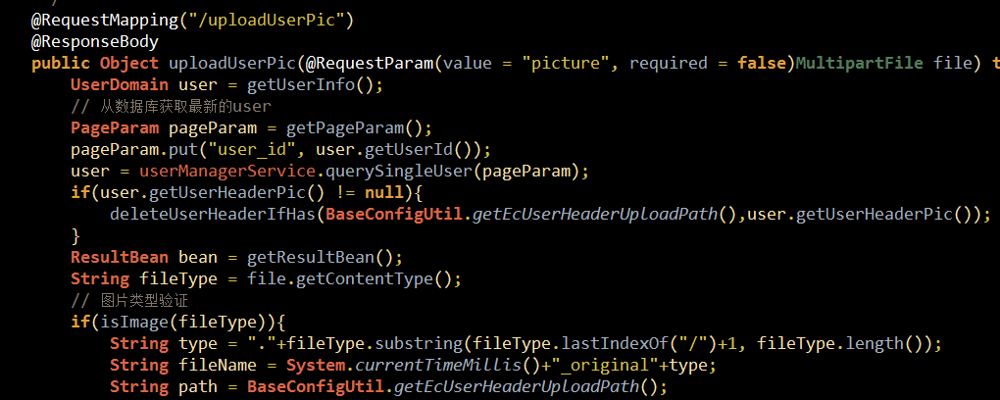 */
@RequestMapping("/uploadUserPic")
@ResponseBody
public Object uploadUserPic(@RequestParam(value = "picture", required = false)MultipartFile file) t
UserDomain user = getUserInfo();
// 从数据库获取最新的user
PageParam pageParam = getPageParam();
pageParam.put("user_id", user.getUserId());
user = userManagerService.querySingleUser(pageParam);
if(user.getUserHeaderPic() != null){
deleteUserHeaderIfHas(BaseConfigUtil.getEcUserHeaderUploadPath(),user.getUserHeaderPic());
}
ResultBean bean = getResultBean();
String fileType = file.getContentType();
// 图片类型验证
if(isImage(fileType)){
String type = "."+fileType.substring(fileType.lastIndexOf("/")+1, fileType.length());
String fileName = System.currentTimeMillis()+"_original"+type;
String path = BaseConfigUtil.getEcUserHeaderUploadPath();